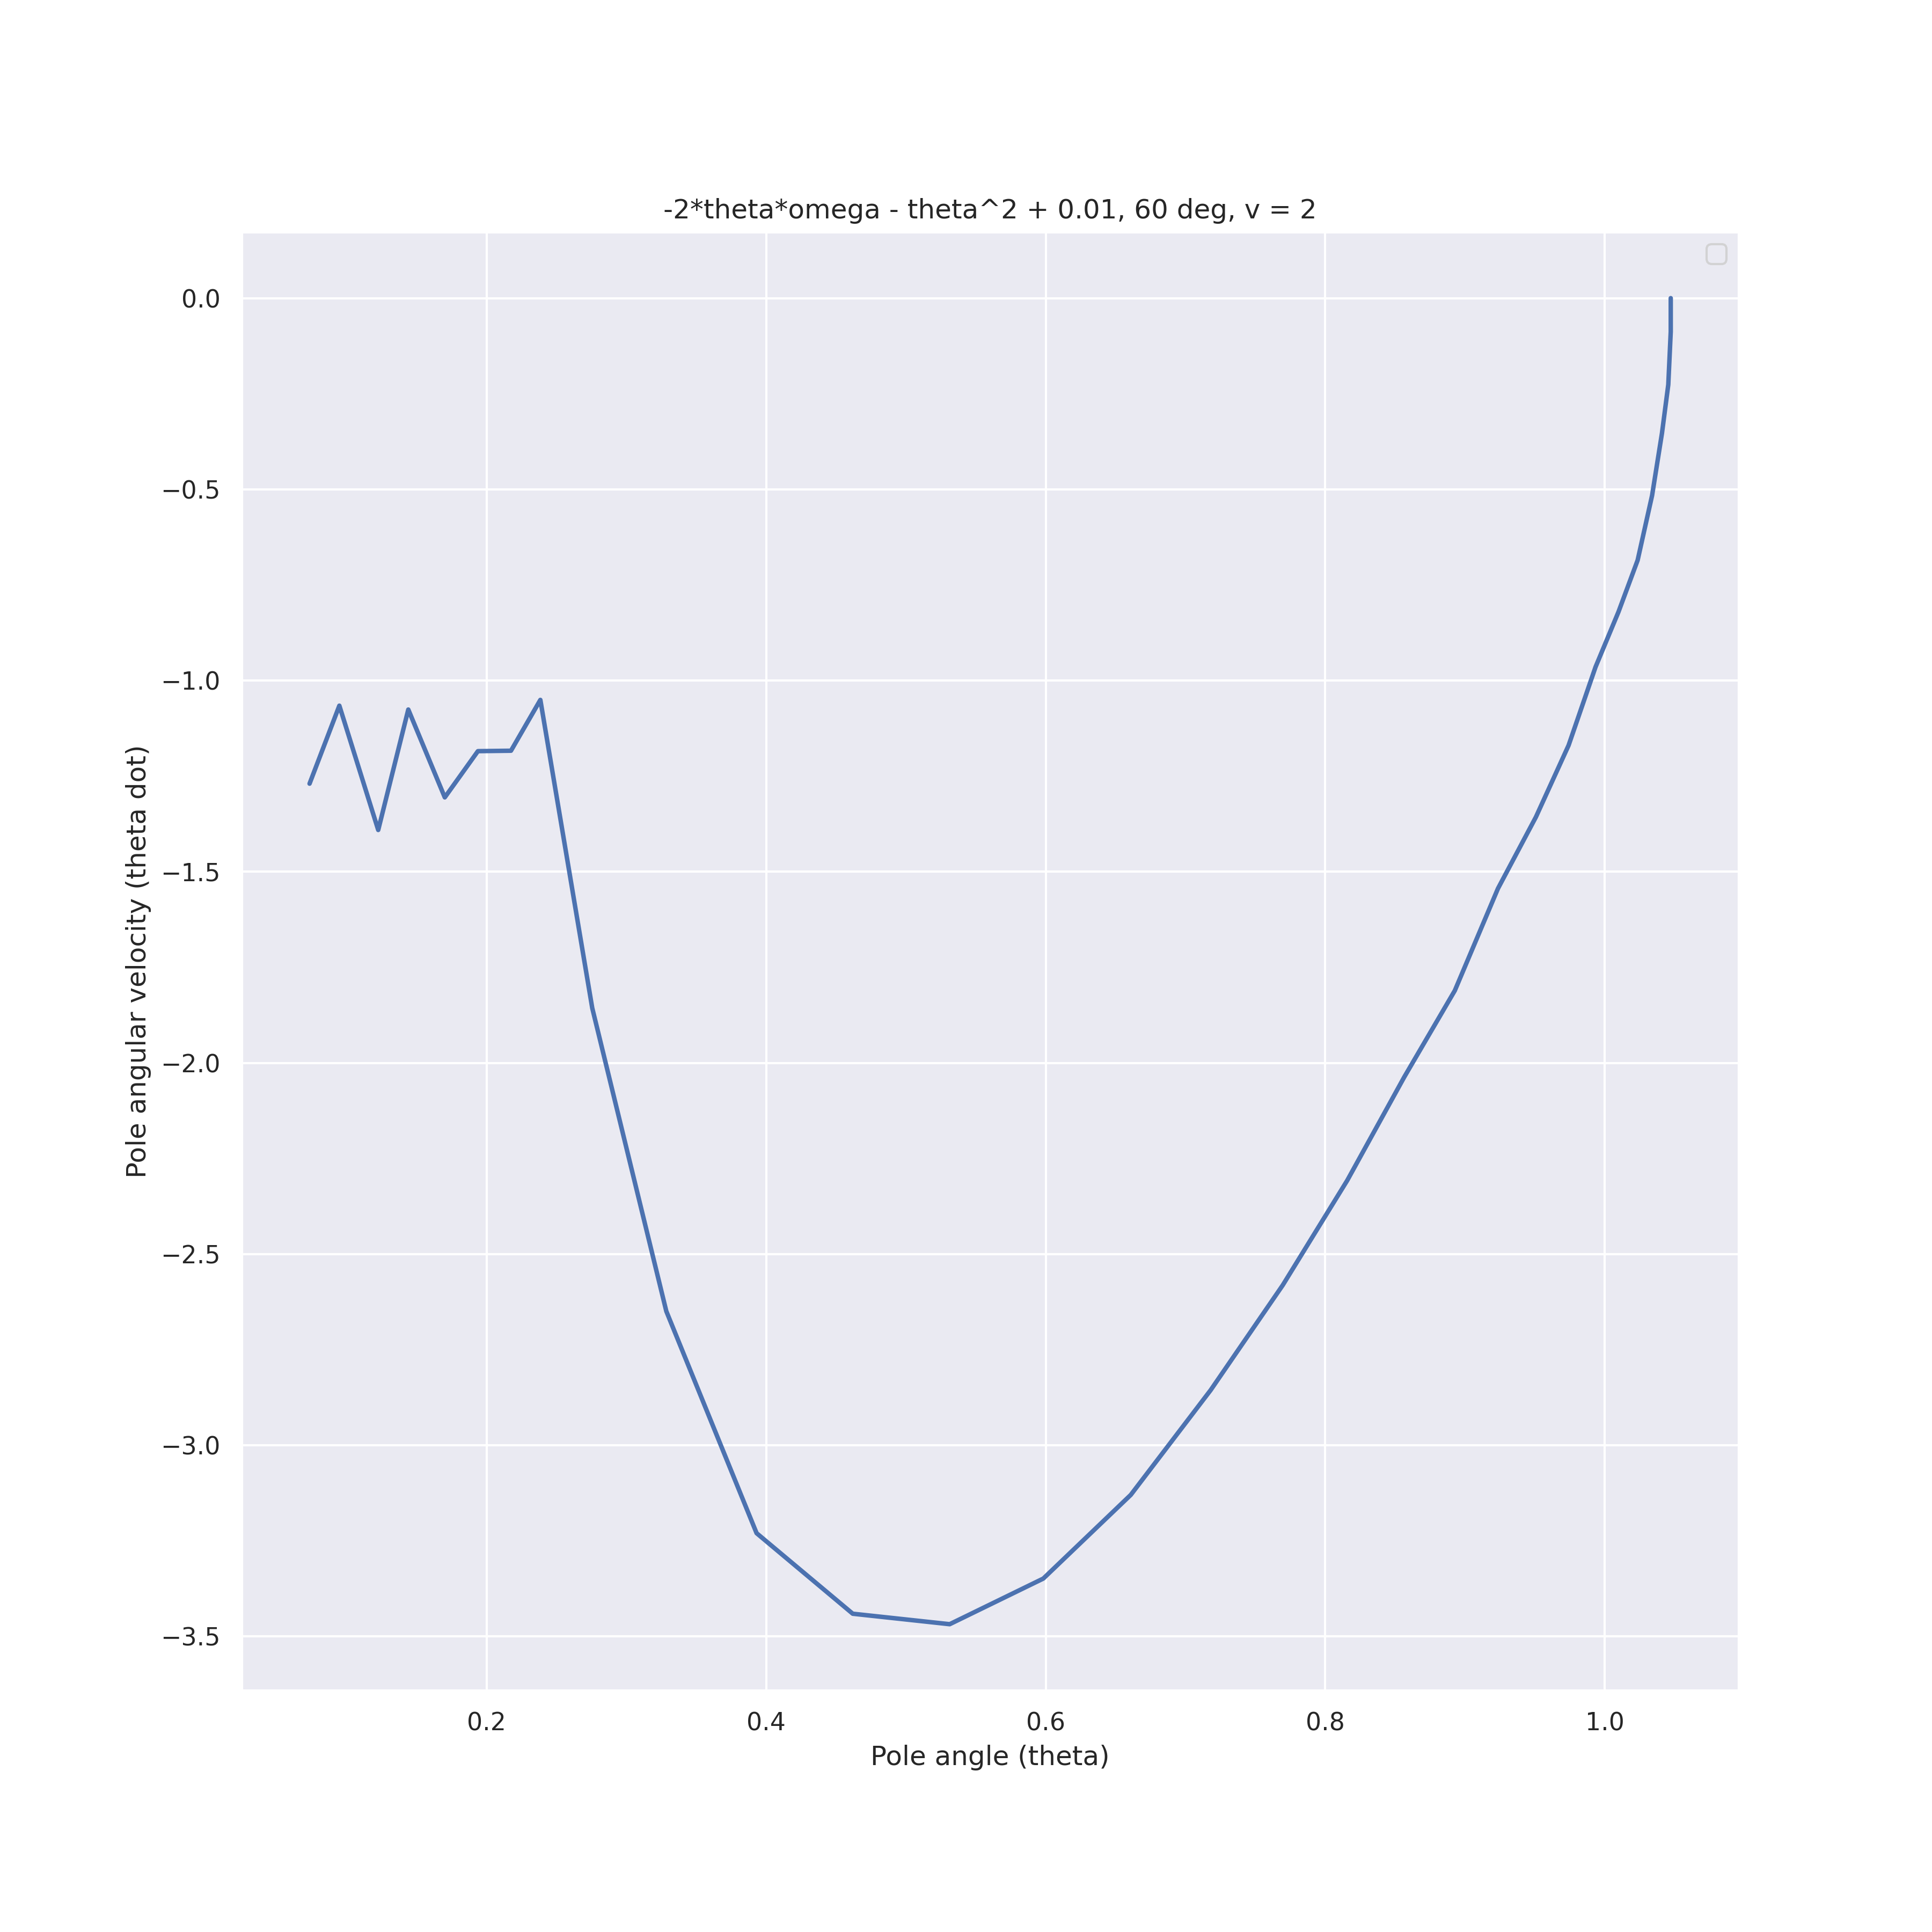 -2*theta*omega - theta^2 + 0.01, 60 deg, v = 2
0.0
−0.5
−1.0
−1.5
−2.0
−2.5
−3.0
−3.5
Pole angular velocity (theta dot)
0.2 0.4 0.6 0.8 1.0
Pole angle (theta)